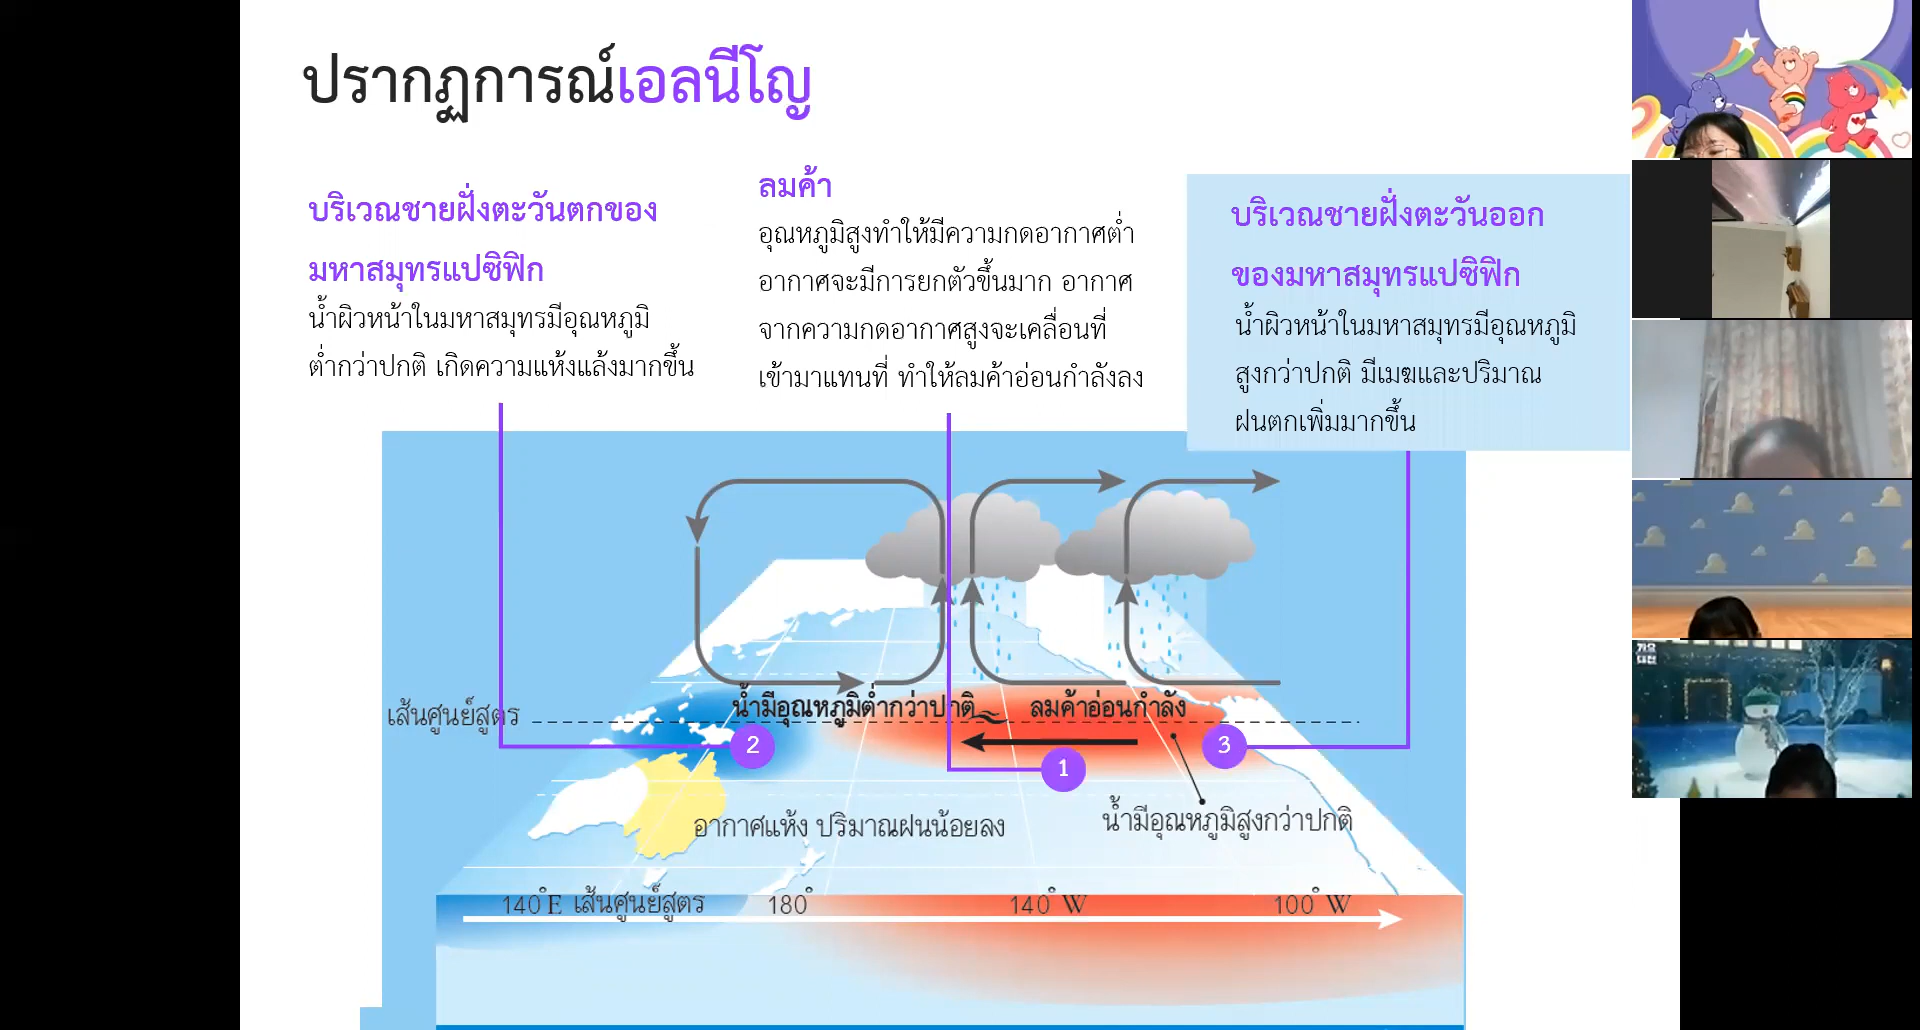 ปรากฏการณ์เอลนีโญ
บริเวณชายฝั่งตะวันตกของ
มหาสมุทรแปซิฟิก
น้ำผิวหน้าในมหาสมุทรมีอุณหภูมิ
ต่ำกว่าปกติ เกิดความแห้งแล้งมากขึ้น
ลมค้า
อุณหภูมิสูงทำให้มีความกดอากาศต่ำ
อากาศจะมีการยกตัวขึ้นมาก อากาศ
จากความกดอากาศสูงจะเคลื่อนที่
เข้ามาแทนที่ ทำให้ลมค้าอ่อนกำลังลง
บริเวณชายฝั่งตะวันออก
ของมหาสมุทรแปซิฟิก
น้ำผิวหน้าในมหาสมุทรมีอุณหภูมิ
สูงกว่าปกติ มีเมฆและปริมาณ
ฝนตกเพิ่มมากขึ้น
น้ำมีอุณหภูมิต่ำกว่าปกติ
ลมค้าอ่อนกำลัง
เส้นศูนย์สูตร
2
1
3
อากาศแห้ง ปริมาณฝนน้อยลง
น้ำมีอุณหภูมิสูงกว่าปกติ
140°E เส้นศูนย์สูตร 180° 140°W 100°W
가요
대전